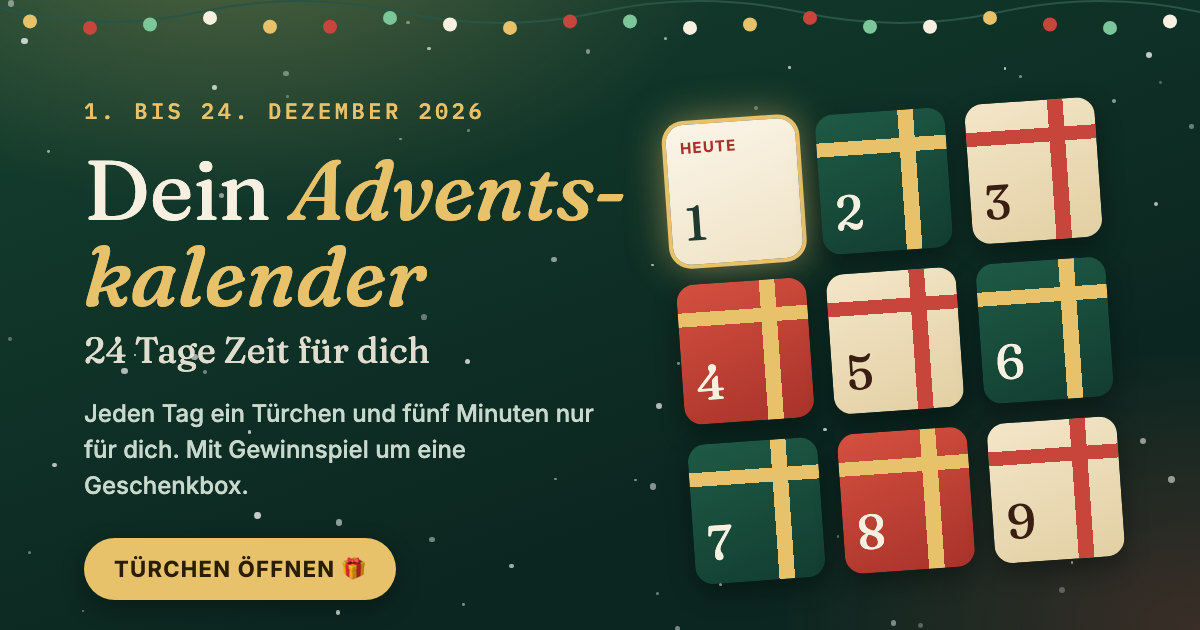 1. BIS 24. DEZEMBER 2026
Dein Advents-
kalender
24 Tage Zeit für dich
Jeden Tag ein Türchen und fünf Minuten nur
für dich. Mit Gewinnspiel um eine
Geschenkbox.
TÜRCHEN ÖFFNEN 🎁
HEUTE
1
2
3
4
5
6
7
8
9